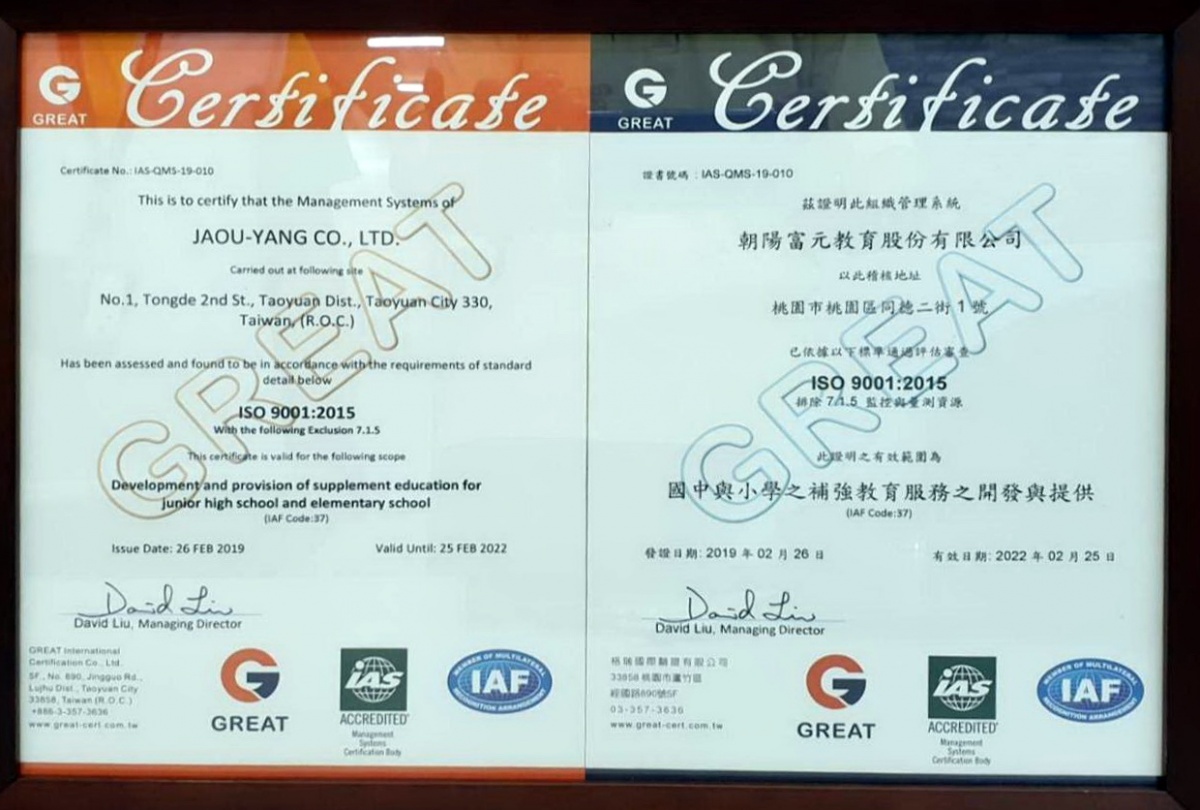 GREAT
Certificate
Certificate No.: IAS-QMS-19-010
This is to certify that the Management Systems of
JAOU-YANG CO., LTD.
Carried out at following site
No.1, Tongde 2nd St., Taoyuan Dist., Taoyuan City 330,
Taiwan, (R.O.C.)
Has been assessed and found to be in accordance with the requirements of standard
detail below
ISO 9001:2015
With the following Exclusion 7.1.5
This certificate is valid for the following scope
Development and provision of supplement education for
junior high school and elementary school
(IAF Code:37)
Issue Date: 26 FEB 2019 Valid Until: 25 FEB 2022
David Liu
David Liu, Managing Director
GREAT International
Certification Co., Ltd.
5F., No. 690, Jingguo Rd.,
Lujhu Dist., Taoyuan City
33858, Taiwan (R.O.C.)
+886-3-357-3636
www.great-cert.com.tw
GREAT
IAS
ACCREDITED
Management
Systems
Certification Body
MEMBER OF MULTILATERAL
IAF
RECOGNITION ARRANGEMENT
GREAT
GREAT
Certificate
證書號碼 : IAS-QMS-19-010
茲證明此組織管理系統
朝陽富元教育股份有限公司
以此稽核地址
桃園市桃園區同德二街 1 號
已依據以下標準通過評估審查
ISO 9001:2015
排除 7.1.5 監控與量測資源
此證明之有效範圍為
國中與小學之補強教育服務之開發與提供
(IAF Code:37)
發證日期: 2019 年 02 月 26 日 有效日期: 2022 年 02 月 25 日
David Liu
David Liu, Managing Director
格瑞國際驗證有限公司
33858 桃園市蘆竹區
經國路690號5F
03-357-3636
www.great-cert.com.tw
GREAT
IAS
ACCREDITED
Management
Systems
Certification Body
MEMBER OF MULTILATERAL
IAF
RECOGNITION ARRANGEMENT
GREAT